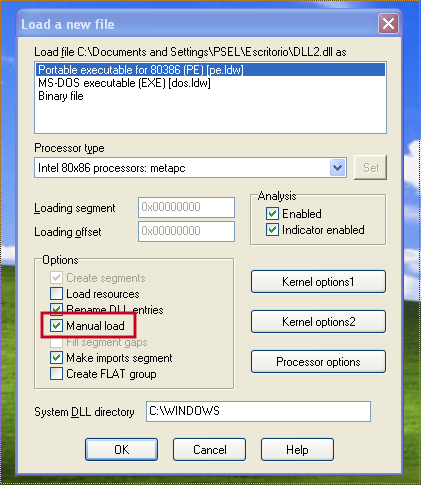 Load a new file
Load file C:\Documents and Settings\PSEL\Escritorio\DLL2.dll as
Portable executable for 80386 (PE) [pe.ldw]
MS-DOS executable (EXE) [dos.ldw]
Binary file
Processor type
Intel 80x86 processors: metapc
Set
Loading segment 0x00000000
Loading offset 0x00000000
Analysis
Enabled
Indicator enabled
Options
Create segments
Load resources
Rename DLL entries
Manual load
Fill segment gaps
Make imports segment
Create FLAT group
Kernel options1
Kernel options2
Processor options
System DLL directory C:\WINDOWS
OK Cancel Help